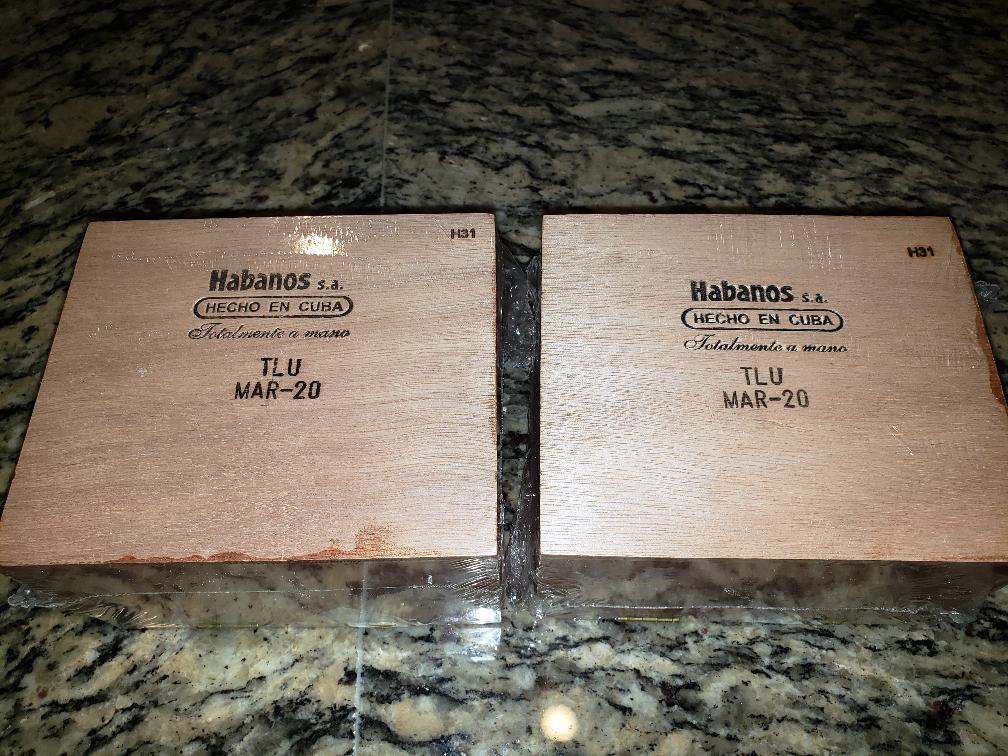 H31
Habanos s.a.
HECHO EN CUBA
Totalmente a mano
TLU
MAR-20
H31
Habanos s.a.
HECHO EN CUBA
Totalmente a mano
TLU
MAR-20